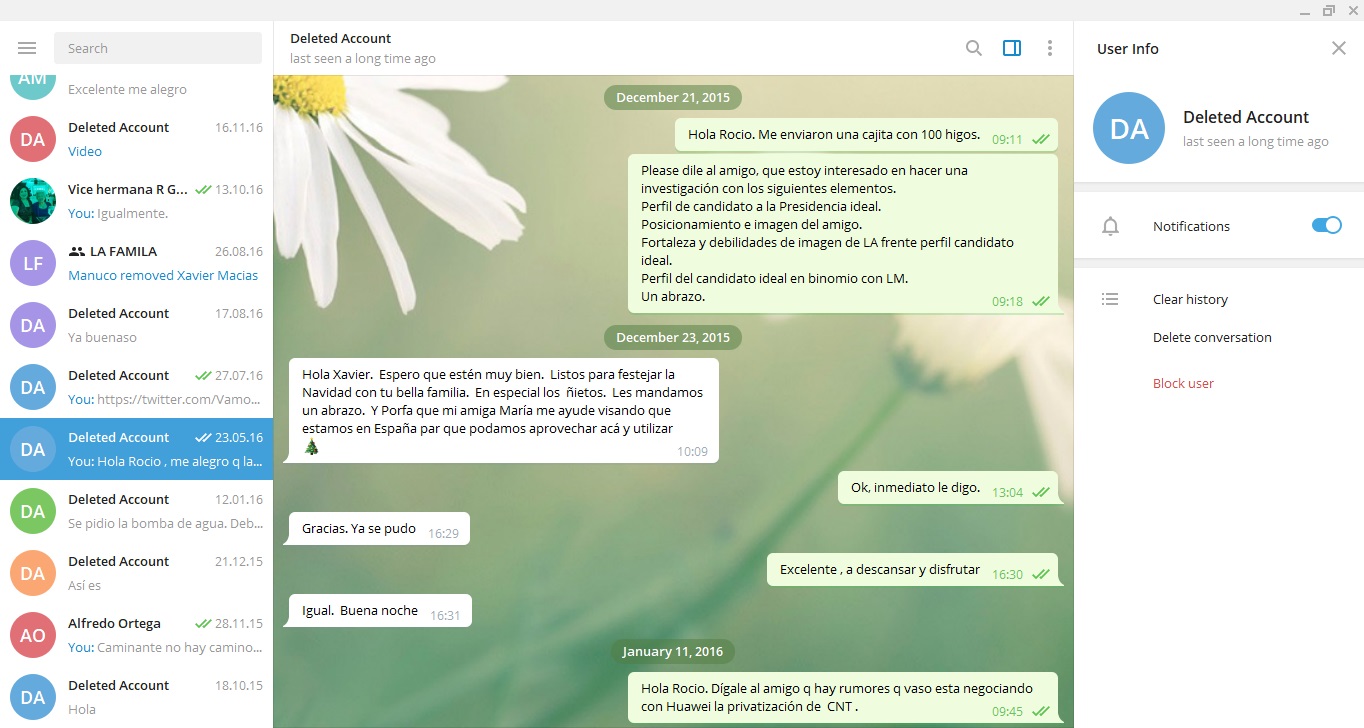 Search
AM
Excelente me alegro
DA
Deleted Account
16.11.16
Video
Vice hermana R G...
13.10.16
You: Igualmente.
LF
LA FAMILA
26.08.16
Manuco removed Xavier Macias
DA
Deleted Account
17.08.16
Ya buenaso
DA
Deleted Account
27.07.16
You: https://twitter.com/Vamo...
DA
Deleted Account
23.05.16
You: Hola Rocio , me alegro q la...
DA
Deleted Account
12.01.16
Se pidio la bomba de agua. Deb...
DA
Deleted Account
21.12.15
Así es
AO
Alfredo Ortega
28.11.15
You: Caminante no hay camino...
DA
Deleted Account
18.10.15
Hola
Deleted Account
last seen a long time ago
December 21, 2015
Hola Rocio. Me enviaron una cajita con 100 higos.
09:11
Please dile al amigo, que estoy interesado en hacer una
investigación con los siguientes elementos.
Perfil de candidato a la Presidencia ideal.
Posicionamiento e imagen del amigo.
Fortaleza y debilidades de imagen de LA frente perfil candidato
ideal.
Perfil del candidato ideal en binomio con LM.
Un abrazo.
09:18
December 23, 2015
Hola Xavier. Espero que estén muy bien. Listos para festejar la
Navidad con tu bella familia. En especial los ñietos. Les mandamos
un abrazo. Y Porfa que mi amiga María me ayude visando que
estamos en España par que podamos aprovechar acá y utilizar
🎄
10:09
Ok, inmediato le digo.
13:04
Gracias. Ya se pudo
16:29
Excelente , a descansar y disfrutar
16:30
Igual. Buena noche
16:31
January 11, 2016
Hola Rocio. Dígale al amigo q hay rumores q vaso esta negociando
con Huawei la privatización de CNT .
09:45
User Info
DA
Deleted Account
last seen a long time ago
Notifications
Clear history
Delete conversation
Block user